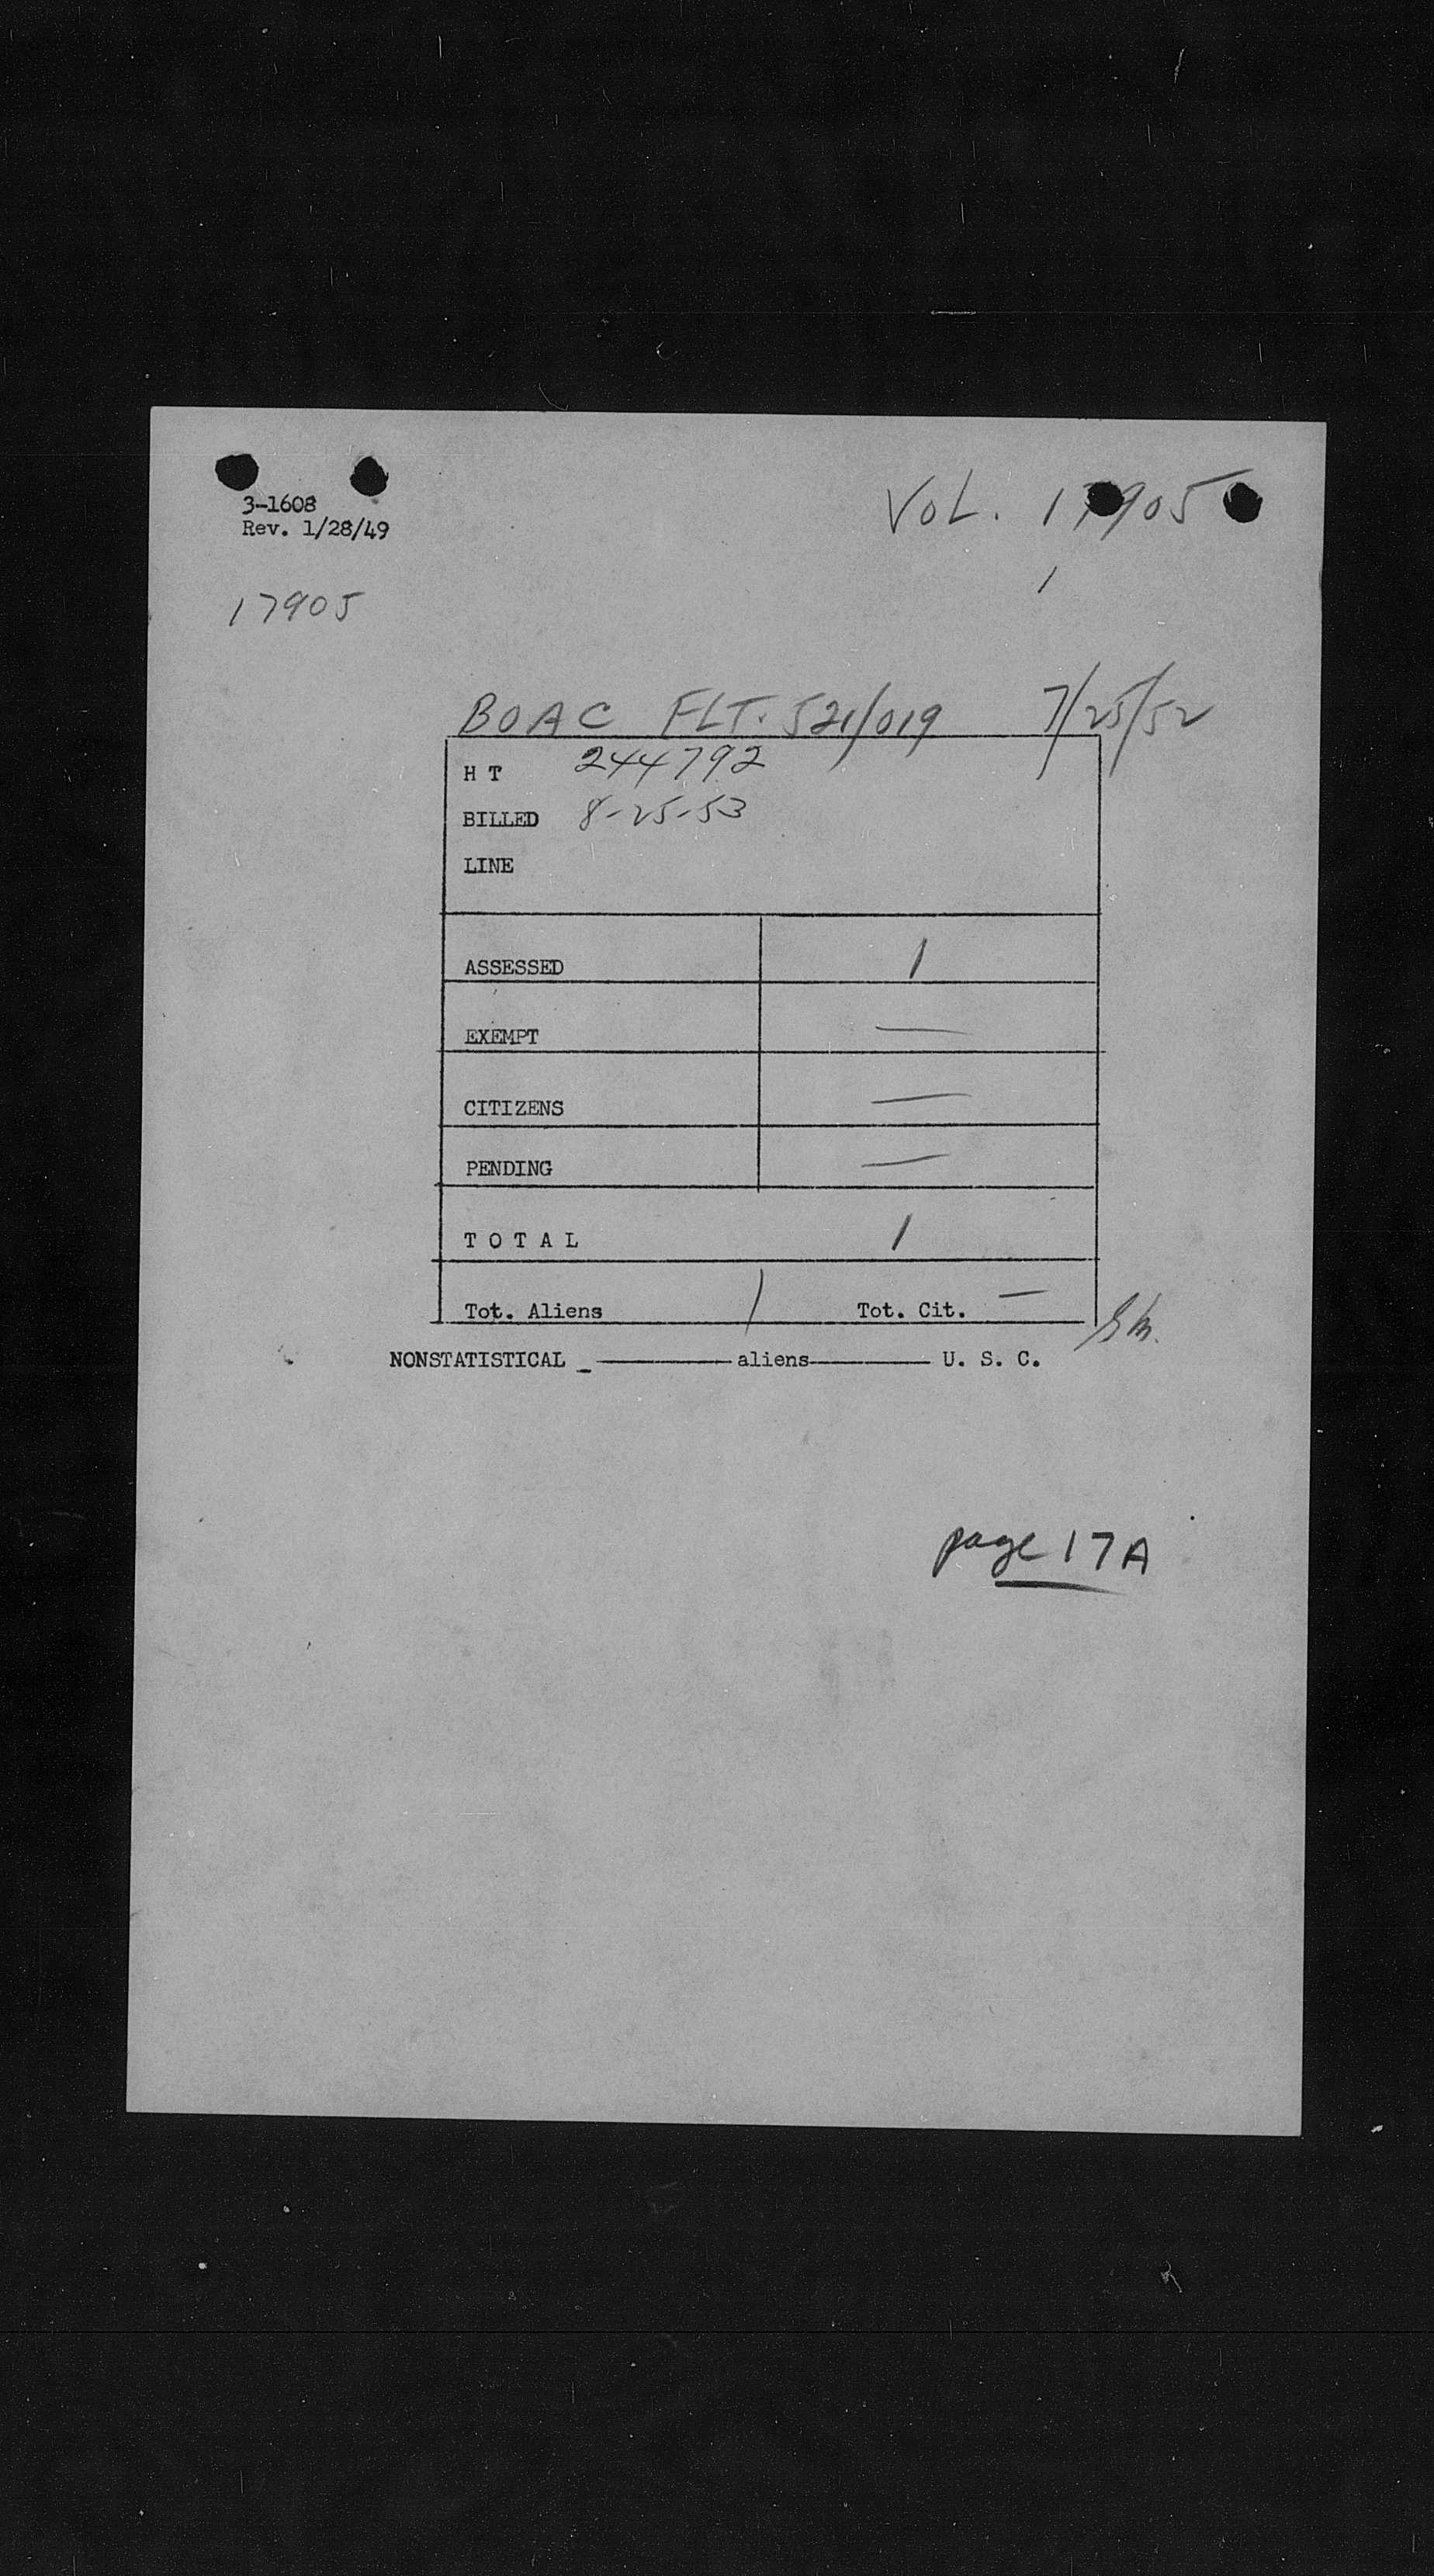 3-1608
Rev. 1/28/49
VOL. 17905
1
17905
BOAC FLT. 521/019 7/25/52
H T 244792
BILLED 8-25-53
LINE
ASSESSED 1
EXEMPT —
CITIZENS —
PENDING —
T O T A L 1
Tot. Aliens 1 Tot. Cit. —
NONSTATISTICAL _ ———— aliens ———— U. S. C.
page 17A